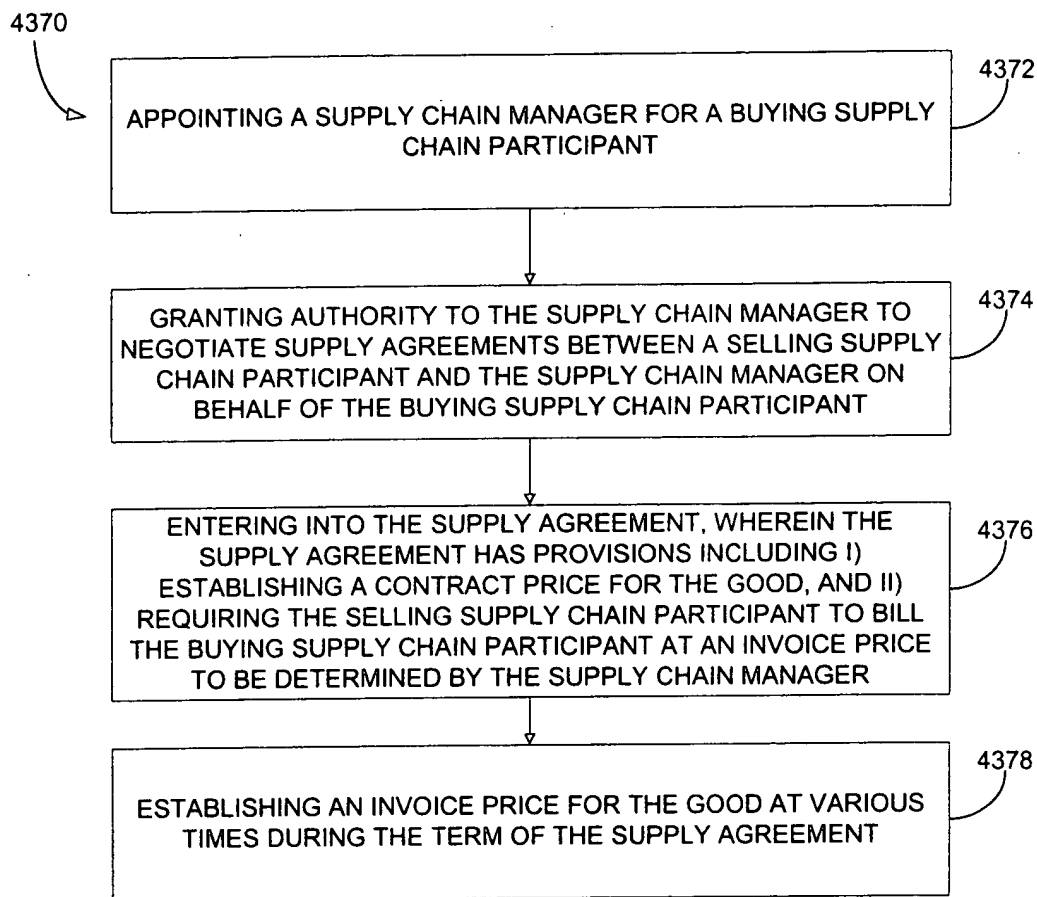 4370
4372
APPOINTING A SUPPLY CHAIN MANAGER FOR A BUYING SUPPLY
CHAIN PARTICIPANT
4374
GRANTING AUTHORITY TO THE SUPPLY CHAIN MANAGER TO
NEGOTIATE SUPPLY AGREEMENTS BETWEEN A SELLING SUPPLY
CHAIN PARTICIPANT AND THE SUPPLY CHAIN MANAGER ON
BEHALF OF THE BUYING SUPPLY CHAIN PARTICIPANT
4376
ENTERING INTO THE SUPPLY AGREEMENT, WHEREIN THE
SUPPLY AGREEMENT HAS PROVISIONS INCLUDING I)
ESTABLISHING A CONTRACT PRICE FOR THE GOOD, AND II)
REQUIRING THE SELLING SUPPLY CHAIN PARTICIPANT TO BILL
THE BUYING SUPPLY CHAIN PARTICIPANT AT AN INVOICE PRICE
TO BE DETERMINED BY THE SUPPLY CHAIN MANAGER
4378
ESTABLISHING AN INVOICE PRICE FOR THE GOOD AT VARIOUS
TIMES DURING THE TERM OF THE SUPPLY AGREEMENT